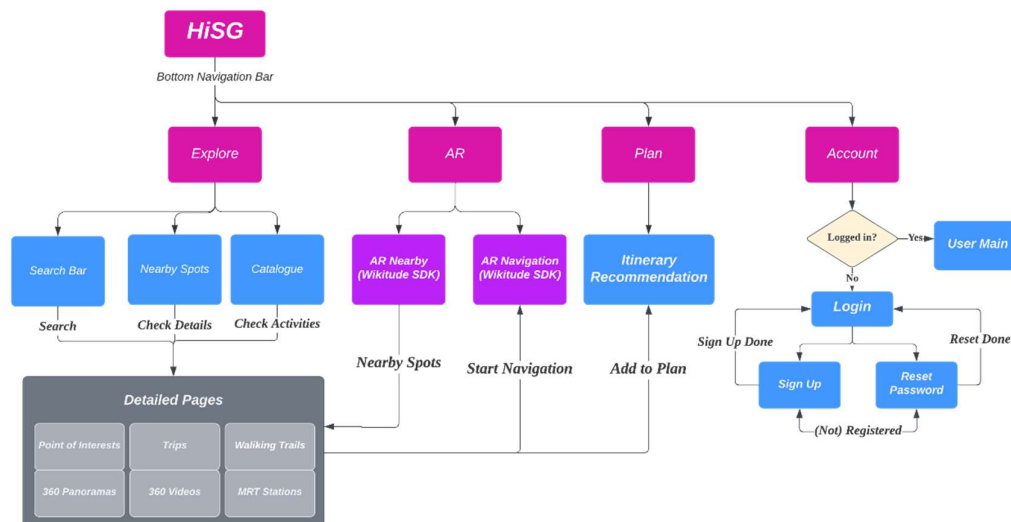 HiSG
Bottom Navigation Bar
Explore
AR
Plan
Account
Search Bar
Nearby Spots
Catalogue
AR Nearby
(Wikitude SDK)
AR Navigation
(Wikitude SDK)
Itinerary
Recommendation
Logged in?
Yes
User Main
No
Login
Search
Check Details
Check Activities
Nearby Spots
Start Navigation
Add to Plan
Sign Up Done
Reset Done
Sign Up
Reset
Password
(Not) Registered
Detailed Pages
Point of Interests
Trips
Waliking Trails
360 Panoramas
360 Videos
MRT Stations